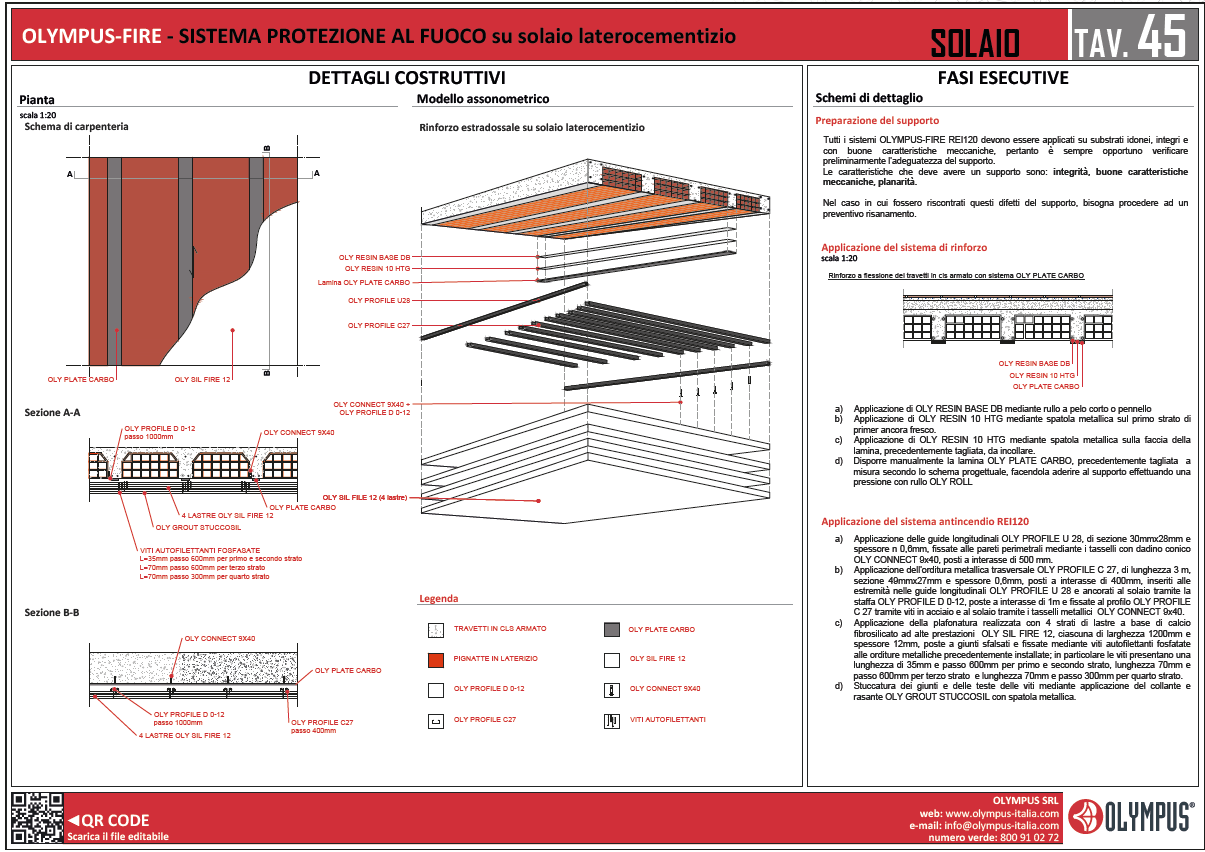 OLYMPUS-FIRE - SISTEMA PROTEZIONE AL FUOCO su solaio laterocementizio
SOLAIO
TAV. 45
DETTAGLI COSTRUTTIVI
Pianta
scala 1:20
Schema di carpenteria
B
A
A
B
OLY PLATE CARBO
OLY SIL FIRE 12
Sezione A-A
OLY PROFILE D 0-12
passo 1000mm
OLY CONNECT 9X40
OLY PLATE CARBO
4 LASTRE OLY SIL FIRE 12
OLY GROUT STUCCOSIL
VITI AUTOFILETTANTI FOSFASATE
L=35mm passo 600mm per primo e secondo strato
L=70mm passo 600mm per terzo strato
L=70mm passo 300mm per quarto strato
Sezione B-B
OLY CONNECT 9X40
OLY PLATE CARBO
OLY PROFILE D 0-12
passo 1000mm
OLY PROFILE C27
passo 400mm
4 LASTRE OLY SIL FIRE 12
Modello assonometrico
Rinforzo estradossale su solaio laterocementizio
OLY RESIN BASE DB
OLY RESIN 10 HTG
Lamina OLY PLATE CARBO
OLY PROFILE U28
OLY PROFILE C27
OLY CONNECT 9X40 +
OLY PROFILE D 0-12
OLY SIL FILE 12 (4 lastre)
Legenda
TRAVETTI IN CLS ARMATO
OLY PLATE CARBO
PIGNATTE IN LATERIZIO
OLY SIL FIRE 12
OLY PROFILE D 0-12
OLY CONNECT 9X40
OLY PROFILE C27
VITI AUTOFILETTANTI
FASI ESECUTIVE
Schemi di dettaglio
Preparazione del supporto
Tutti i sistemi OLYMPUS-FIRE REI120 devono essere applicati su substrati idonei, integri e
con buone caratteristiche meccaniche, pertanto è sempre opportuno verificare
preliminarmente l'adeguatezza del supporto.
Le caratteristiche che deve avere un supporto sono: integrità, buone caratteristiche
meccaniche, planarità.
Nel caso in cui fossero riscontrati questi difetti del supporto, bisogna procedere ad un
preventivo risanamento.
Applicazione del sistema di rinforzo
scala 1:20
Rinforzo a flessione dei travetti in cls armato con sistema OLY PLATE CARBO
OLY RESIN BASE DB
OLY RESIN 10 HTG
OLY PLATE CARBO
a) Applicazione di OLY RESIN BASE DB mediante rullo a pelo corto o pennello
b) Applicazione di OLY RESIN 10 HTG mediante spatola metallica sul primo strato di
primer ancora fresco.
c) Applicazione di OLY RESIN 10 HTG mediante spatola metallica sulla faccia della
lamina, precedentemente tagliata, da incollare.
d) Disporre manualmente la lamina OLY PLATE CARBO, precedentemente tagliata a
misura secondo lo schema progettuale, facendola aderire al supporto effettuando una
pressione con rullo OLY ROLL
Applicazione del sistema antincendio REI120
a) Applicazione delle guide longitudinali OLY PROFILE U 28, di sezione 30mmx28mm e
spessore n 0,6mm, fissate alle pareti perimetrali mediante i tasselli con dadino conico
OLY CONNECT 9x40, posti a interasse di 500 mm.
b) Applicazione dell'orditura metallica trasversale OLY PROFILE C 27, di lunghezza 3 m,
sezione 49mmx27mm e spessore 0,6mm, posti a interasse di 400mm, inseriti alle
estremità nelle guide longitudinali OLY PROFILE U 28 e ancorati al solaio tramite la
staffa OLY PROFILE D 0-12, poste a interasse di 1m e fissate al profilo OLY PROFILE
C 27 tramite viti in acciaio e al solaio tramite i tasselli metallici OLY CONNECT 9x40.
c) Applicazione della plafonatura realizzata con 4 strati di lastre a base di calcio
fibrosilicato ad alte prestazioni OLY SIL FIRE 12, ciascuna di larghezza 1200mm e
spessore 12mm, poste a giunti sfalsati e fissate mediante viti autofilettanti fosfatate
alle orditure metalliche precedentemente installate; in particolare le viti presentano una
lunghezza di 35mm e passo 600mm per primo e secondo strato, lunghezza 70mm e
passo 600mm per terzo strato e lunghezza 70mm e passo 300mm per quarto strato.
d) Stuccatura dei giunti e delle teste delle viti mediante applicazione del collante e
rasante OLY GROUT STUCCOSIL con spatola metallica.
QR CODE
Scarica il file editabile
OLYMPUS SRL
web: www.olympus-italia.com
e-mail: info@olympus-italia.com
numero verde: 800 91 02 72
OLYMPUS®